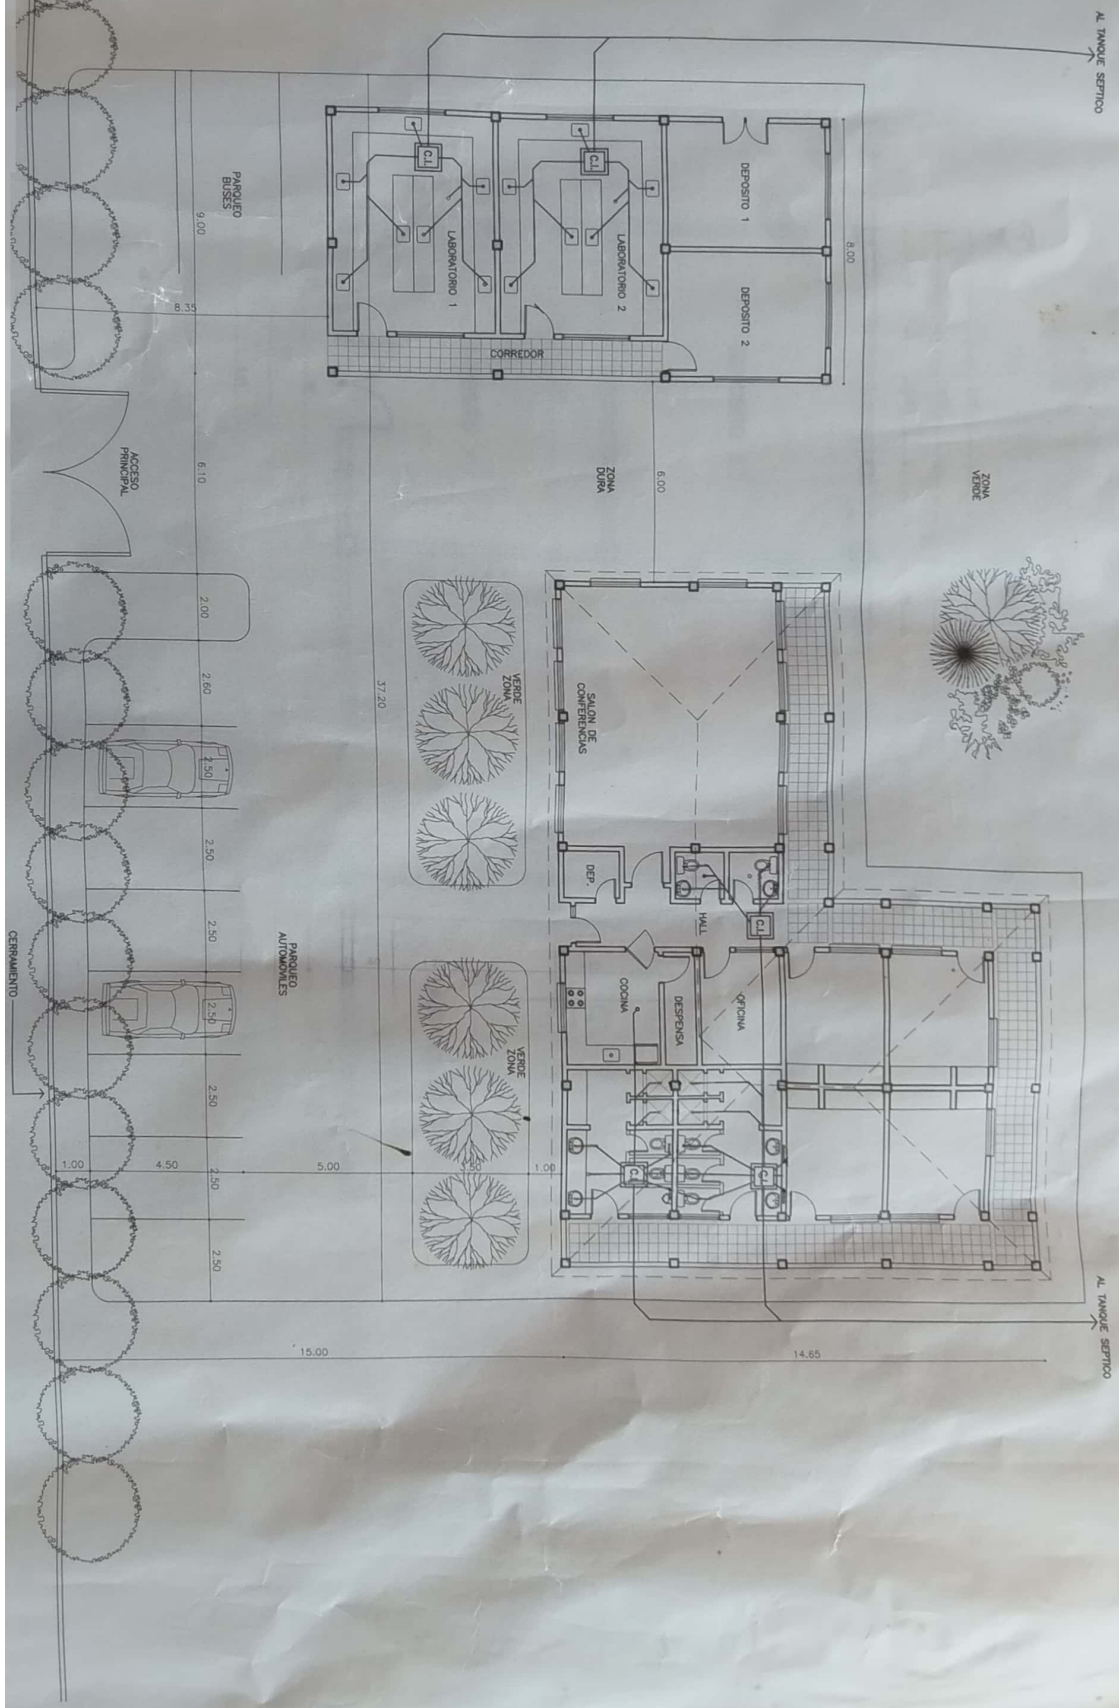 AL TANQUE SEPTICO
AL TANQUE SEPTICO
ZONA
VERDE
8.00
DEPOSITO 1
DEPOSITO 2
14.65
C.I.
HALL
OFICINA
C.I.
DESPENSA
6.00
ZONA
DURA
C.I.
LABORATORIO 2
COCINA
C.I.
SALON DE
CONFERENCIAS
DEP.
CORREDOR
1.00
VERDE
ZONA
VERDE
ZONA
C.I.
LABORATORIO 1
37.20
5.00
15.00
PARQUEO
BUSES
PARQUEO
AUTOMOVILES
9.00
6.10
2.00
2.60
2.50
2.50
2.50
2.50
2.50
2.50
2.50
8.35
4.50
ACCESO
PRINCIPAL
1.00
CERRAMIENTO